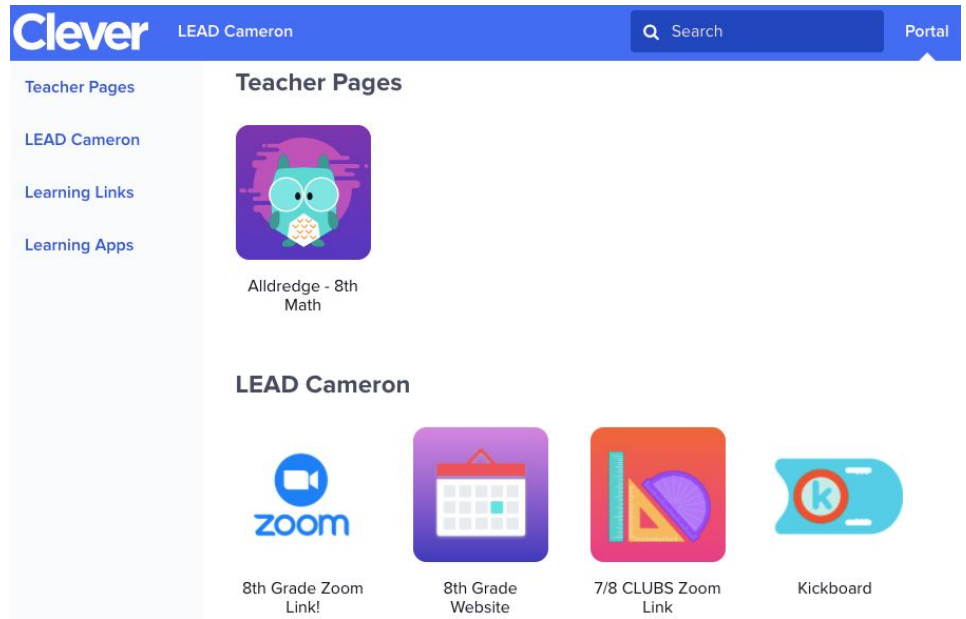 Clever LEAD Cameron Search Portal
Teacher Pages
LEAD Cameron
Learning Links
Learning Apps
Teacher Pages
Alldredge - 8th
Math
LEAD Cameron
zoom
k
8th Grade Zoom
Link!
8th Grade
Website
7/8 CLUBS Zoom
Link
Kickboard